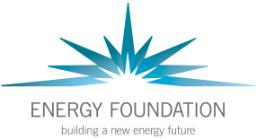 ENERGY FOUNDATION
building a new energy future